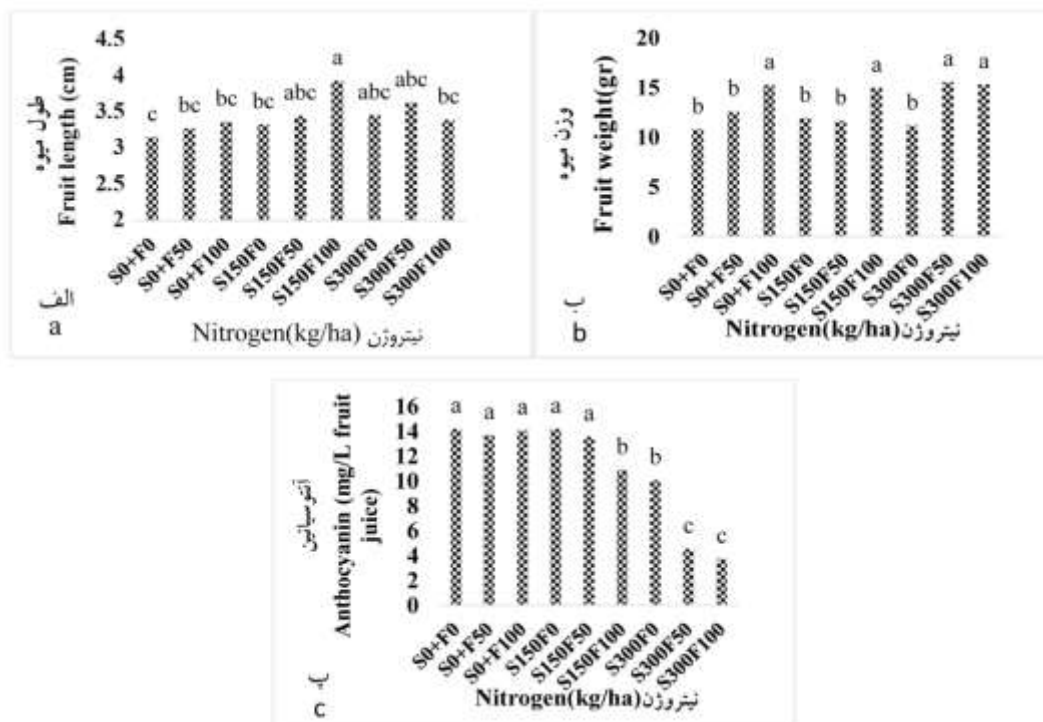 طول میوه
Fruit length (cm)
4.5
4
3.5
3
2.5
2
c
bc
bc
bc
abc
a
abc
abc
bc
S0+F0
S0+F50
S0+F100
S150F0
S150F50
S150F100
S300F0
S300F50
S300F100
الف
a
Nitrogen(kg/ha) نیتروژن
وزن میوه
Fruit weight(gr)
20
15
10
5
0
b
b
a
b
b
a
b
a
a
S0+F0
S0+F50
S0+F100
S150F0
S150F50
S150F100
S300F0
S300F50
S300F100
ب
b
Nitrogen(kg/ha)نیتروژن
آنتوسیانین
Anthocyanin (mg/L fruit
juice)
16
14
12
10
8
6
4
2
0
a
a
a
a
a
b
b
c
c
S0+F0
S0+F50
S0+F100
S150F0
S150F50
S150F100
S300F0
S300F50
S300F100
پ
c
Nitrogen(kg/ha)نیتروژن